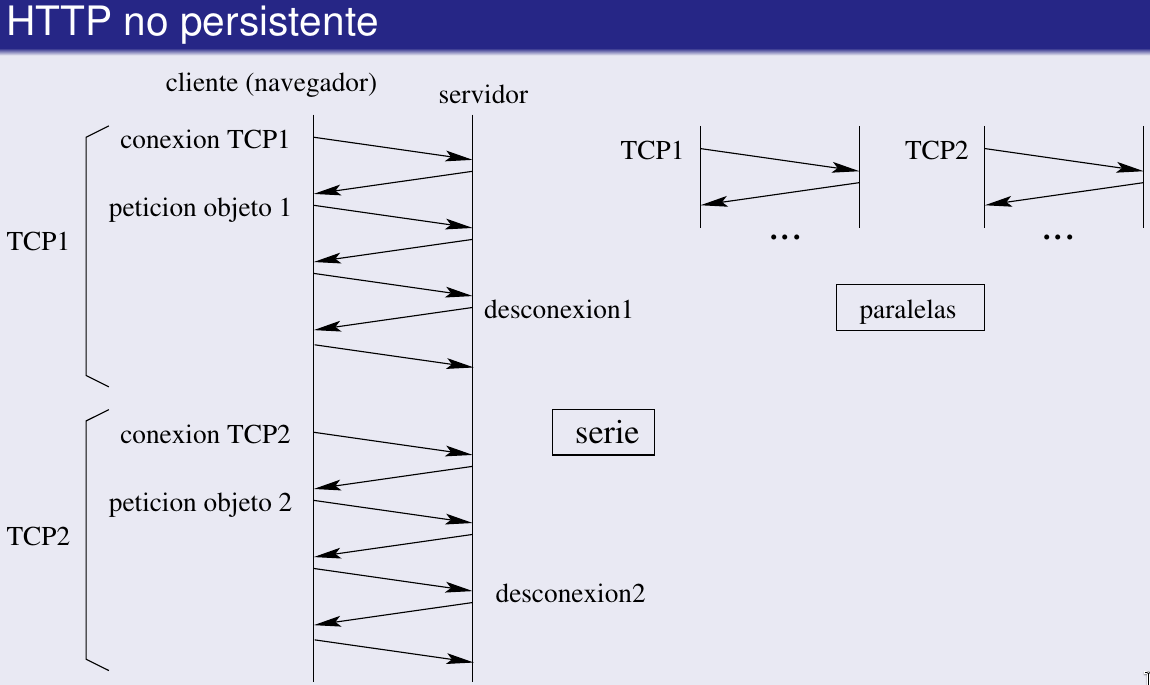 HTTP no persistente
cliente (navegador)
servidor
conexion TCP1
peticion objeto 1
TCP1
desconexion1
conexion TCP2
peticion objeto 2
TCP2
desconexion2
serie
TCP1
...
TCP2
...
paralelas